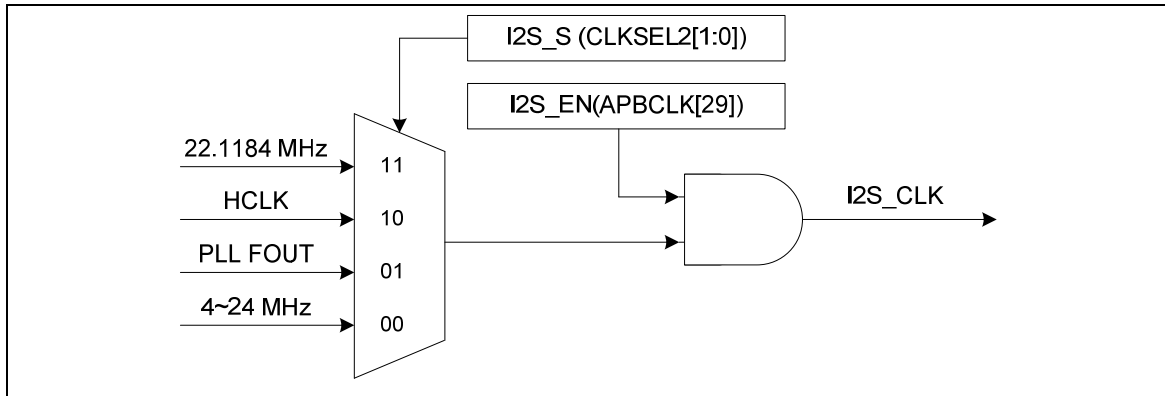 I2S_S (CLKSEL2[1:0])
I2S_EN(APBCLK[29])
22.1184 MHz
11
HCLK
10
PLL FOUT
01
4~24 MHz
00
I2S_CLK